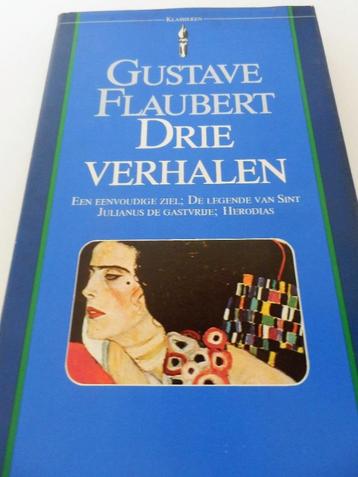 KLASSIEKEN
GUSTAVE
FLAUBERT
DRIE
VERHALEN
EEN EENVOUDIGE ZIEL; DE LEGENDE VAN SINT
JULIANUS DE GASTVRIJE; HERODIAS